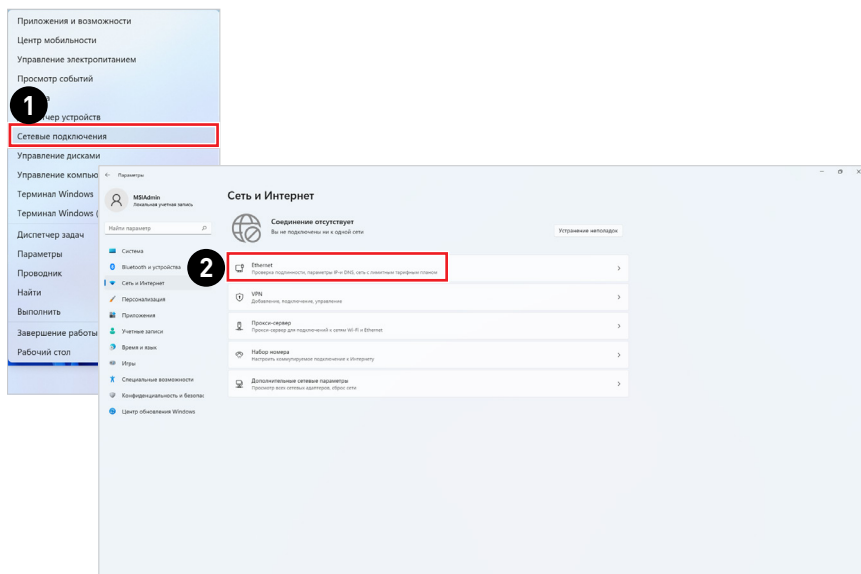 Приложения и возможности
Центр мобильности
Управление электропитанием
Просмотр событий
1
Сетевые подключения
Управление дисками
Управление компью
Терминал Windows
Терминал Windows (
Диспетчер задач
Параметры
Проводник
Найти
Выполнить
Завершение работы
Рабочий стол
Параметры
MSIAdmin
Локальная учетная запись
Найти параметр
Система
Bluetooth и устройства
Сеть и Интернет
Персонализация
Приложения
Учетные записи
Время и язык
Игры
Специальные возможности
Конфиденциальность и безопас
Центр обновления Windows
Сеть и Интернет
Соединение отсутствует
Вы не подключены ни к одной сети
Устранение неполадок
2
Ethernet
Проверка подлинности, параметры IP и DNS, сеть с лимитным тарифным планом
VPN
Добавление, подключение, управление
Прокси-сервер
Прокси-сервер для подключений к сетям Wi-Fi и Ethernet.
Набор номера
Настроить коммутируемое подключение к Интернету
Дополнительные сетевые параметры
Просмотр всех сетевых адаптеров, сброс сети